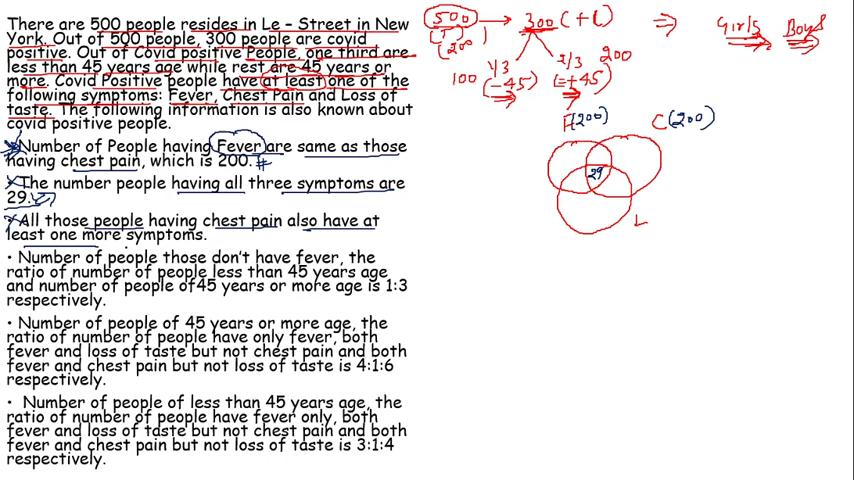 There are 500 people resides in Le – Street in New
York. Out of 500 people, 300 people are covid
positive. Out of Covid positive People, one third are
less than 45 years age while rest are 45 years or
more. Covid Positive people have at least one of the
following symptoms: Fever, Chest Pain and Loss of
taste. The following information is also known about
covid positive people.
Number of People having Fever are same as those
having chest pain, which is 200.
The number people having all three symptoms are
29.
All those people having chest pain also have at
least one more symptoms.
• Number of people those don't have fever, the
ratio of number of people less than 45 years age
and number of people of45 years or more age is 1:3
respectively.
• Number of people of 45 years or more age, the
ratio of number of people have only fever, both
fever and loss of taste but not chest pain and both
fever and chest pain but not loss of taste is 4:1:6
respectively.
• Number of people of less than 45 years age, the
ratio of number of people have fever only, both
fever and loss of taste but not chest pain and both
fever and chest pain but not loss of taste is 3:1:4
respectively.
500 → 300 (+C) ⇒ Girls Boys
(200)
1/3 2/3 200
100 (-45) (=+45)
F(200) C(200)
29
L